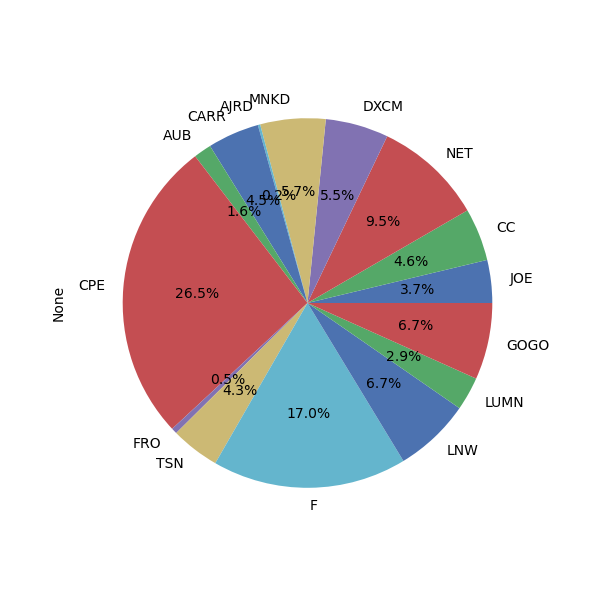 MNKD
AJRD
DXCM
CARR
AUB
NET
5.7%
5.5%
0.2%
4.5%
1.6%
9.5%
CC
4.6%
JOE
CPE
26.5%
3.7%
None
6.7%
GOGO
2.9%
0.5%
4.3%
6.7%
LUMN
17.0%
FRO
LNW
TSN
F